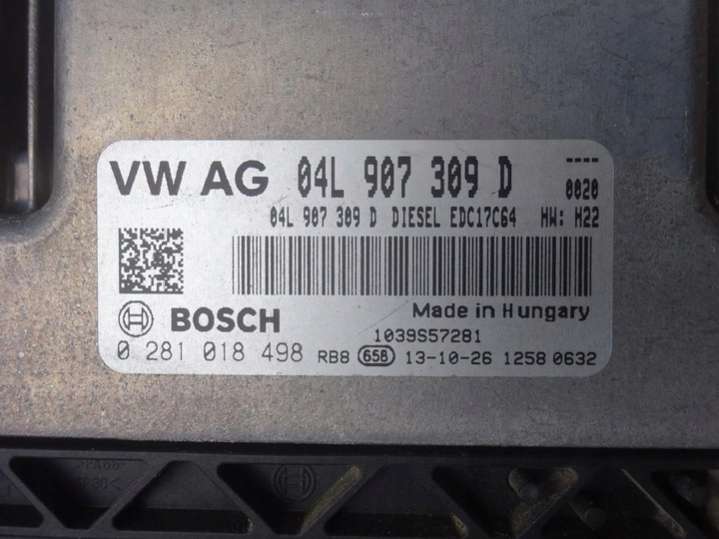 VW AG 04L 907 309 D ----
0020
04L 907 309 D DIESEL EDC17C64 HW: H22
BOSCH Made in Hungary
1039S57281
0 281 018 498 RB8 658 13-10-26 1258 0632